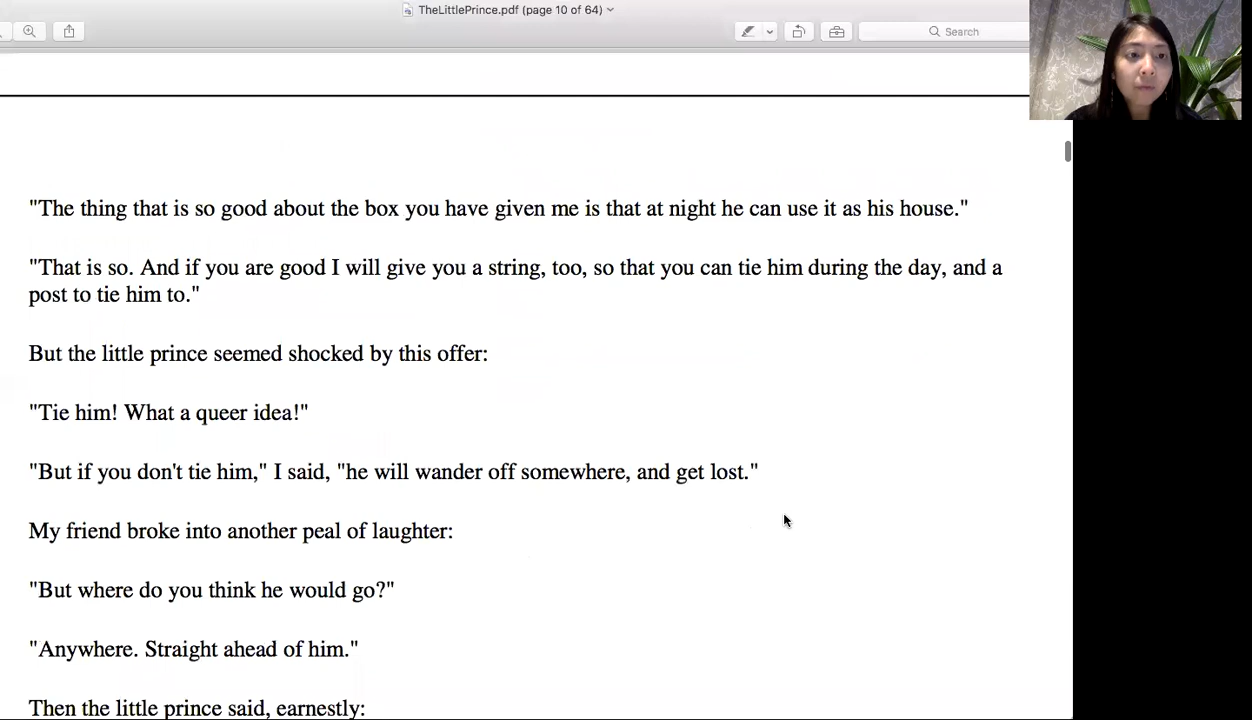 TheLittlePrince.pdf (page 10 of 64)
Search
"The thing that is so good about the box you have given me is that at night he can use it as his house."
"That is so. And if you are good I will give you a string, too, so that you can tie him during the day, and a
post to tie him to."
But the little prince seemed shocked by this offer:
"Tie him! What a queer idea!"
"But if you don't tie him," I said, "he will wander off somewhere, and get lost."
My friend broke into another peal of laughter:
"But where do you think he would go?"
"Anywhere. Straight ahead of him."
Then the little prince said, earnestly: